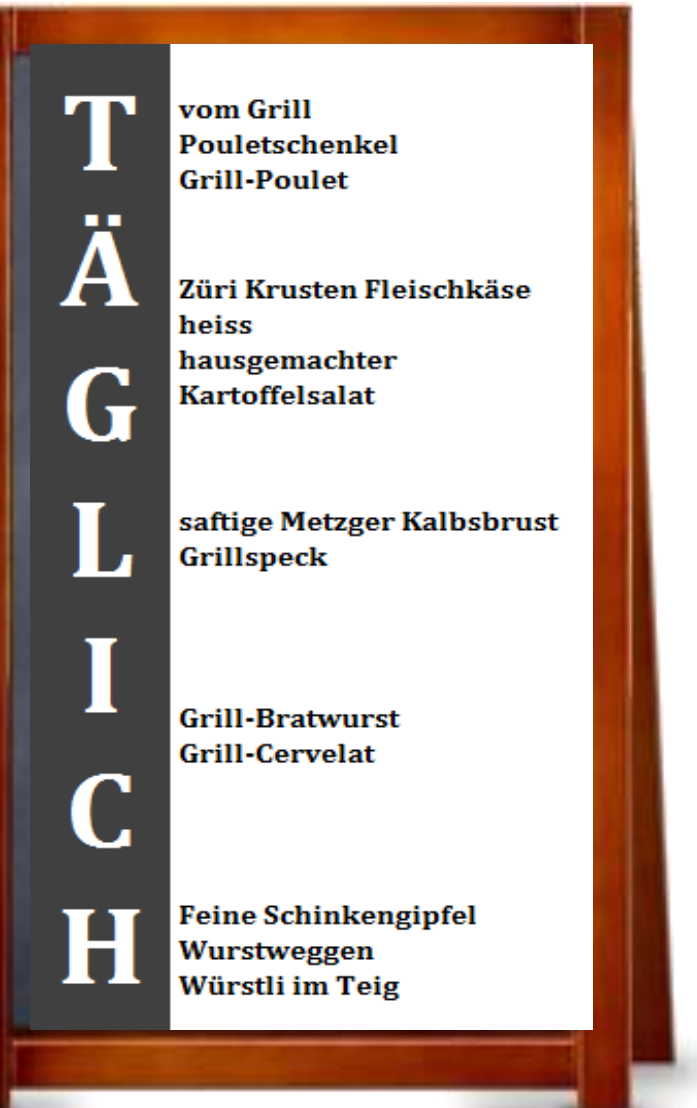 TÄGLICH
vom Grill
Pouletschenkel
Grill-Poulet
Züri Krusten Fleischkäse
heiss
hausgemachter
Kartoffelsalat
saftige Metzger Kalbsbrust
Grillspeck
Grill-Bratwurst
Grill-Cervelat
Feine Schinkengipfel
Wurstweggen
Würstli im Teig